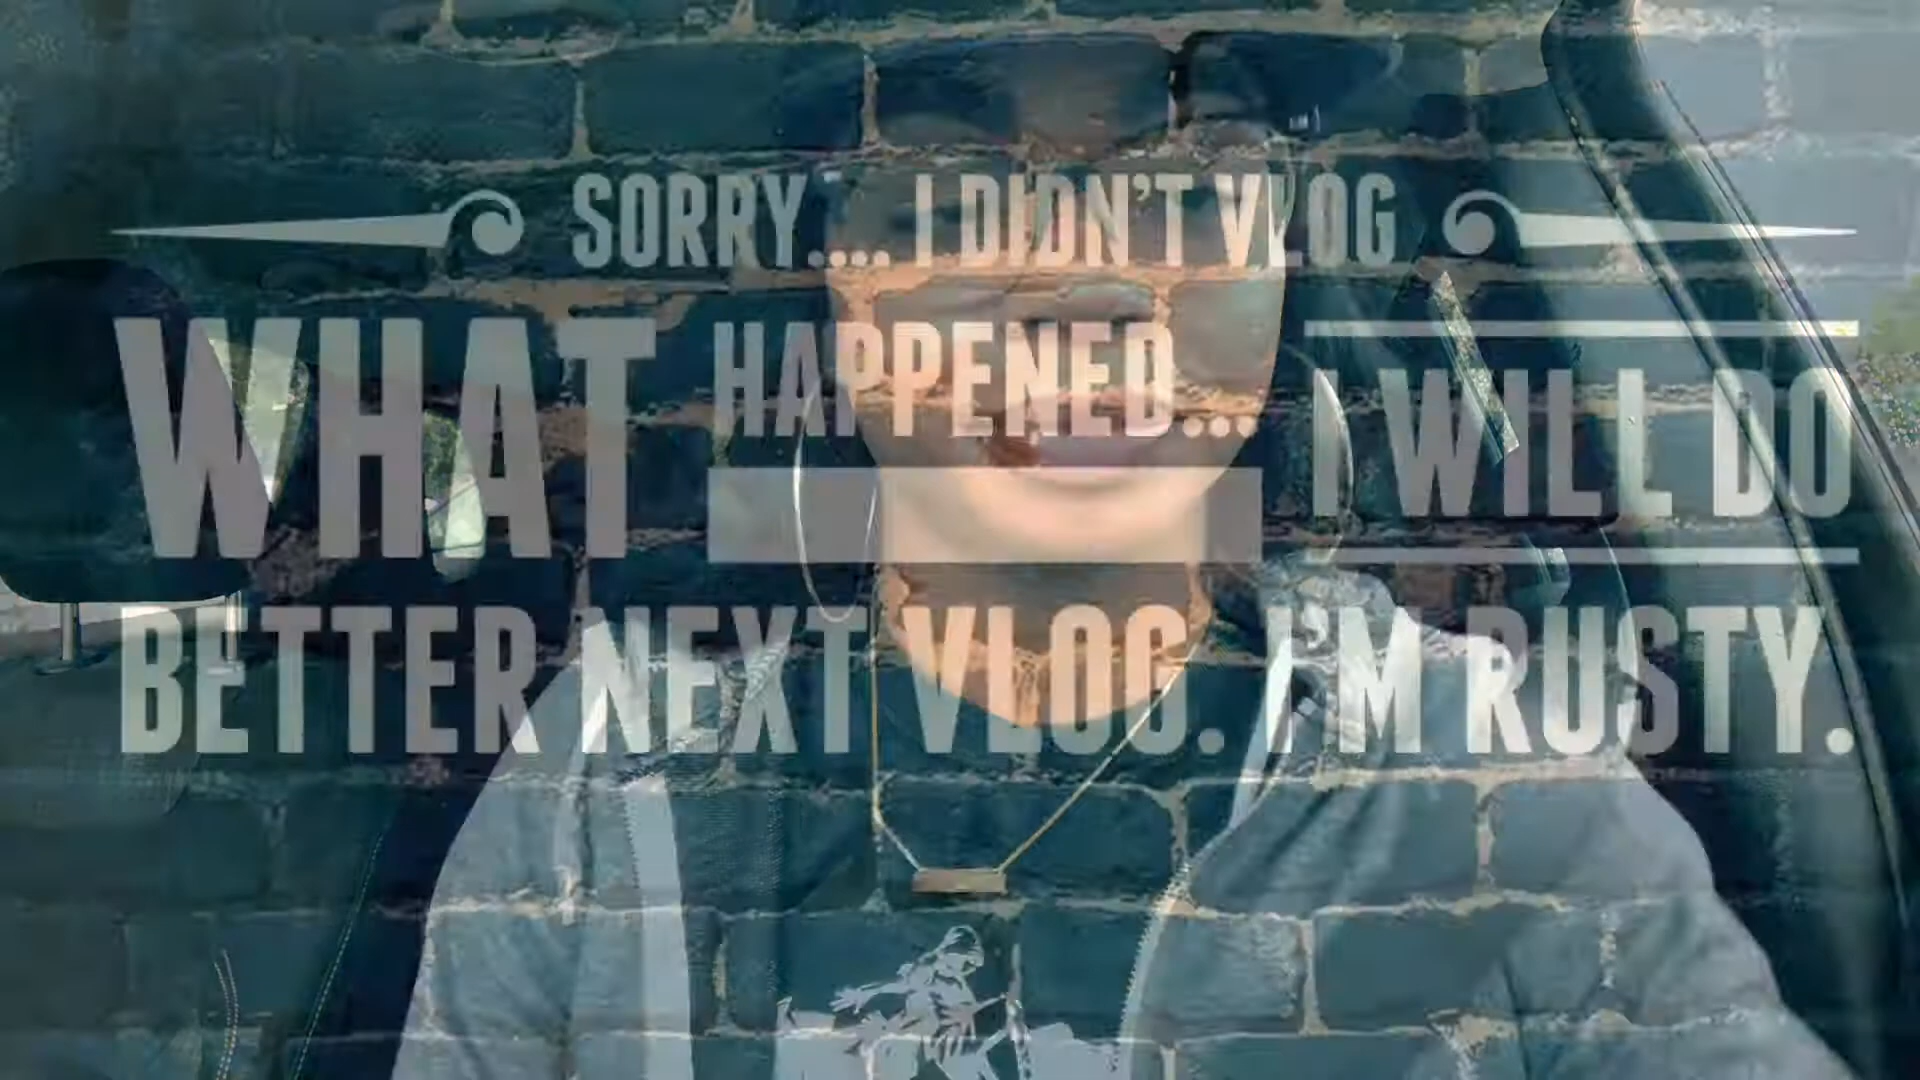 SORRY.... I DIDN'T VLOG
WHAT HAPPENED... I WILL DO
BETTER NEXT VLOG. I'M RUSTY.